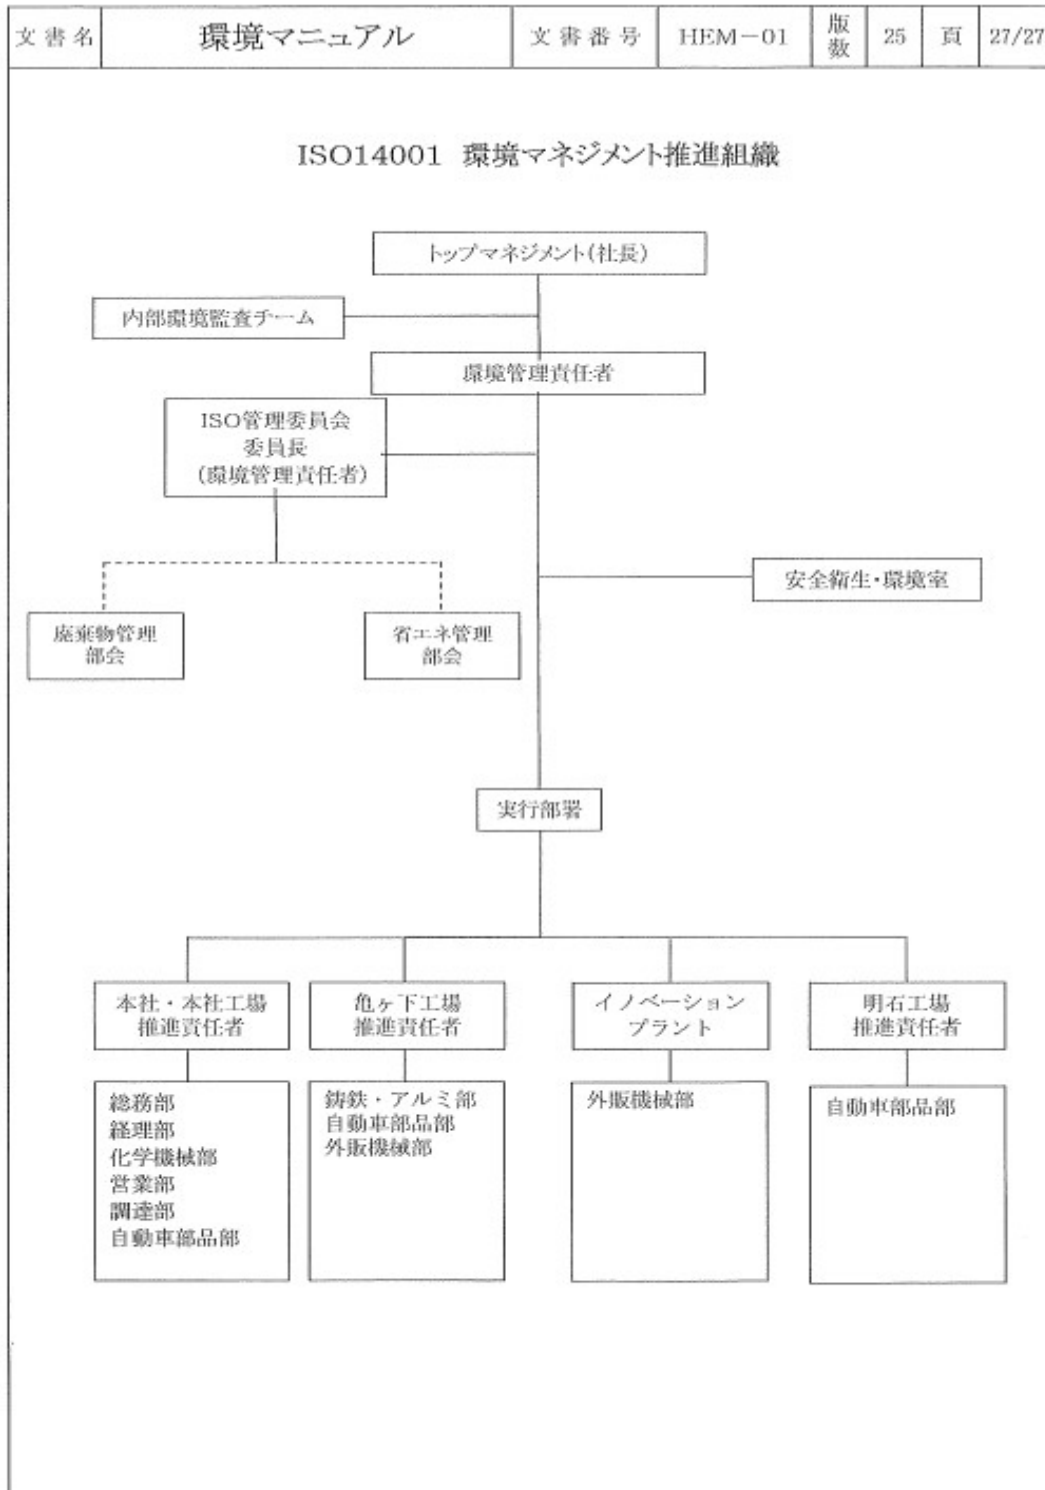 文書名 環境マニュアル 文書番号 HEM-01 版数 25 頁 27/27
ISO14001 環境マネジメント推進組織
トップマネジメント(社長)
内部環境監査チーム
環境管理責任者
ISO管理委員会
委員長
(環境管理責任者)
安全衛生・環境室
廃棄物管理
部会
省エネ管理
部会
実行部署
本社・本社工場
推進責任者
亀ヶ下工場
推進責任者
イノベーション
プラント
明石工場
推進責任者
総務部
経理部
化学機械部
営業部
調達部
自動車部品部
鋳鉄・アルミ部
自動車部品部
外販機械部
外販機械部
自動車部品部